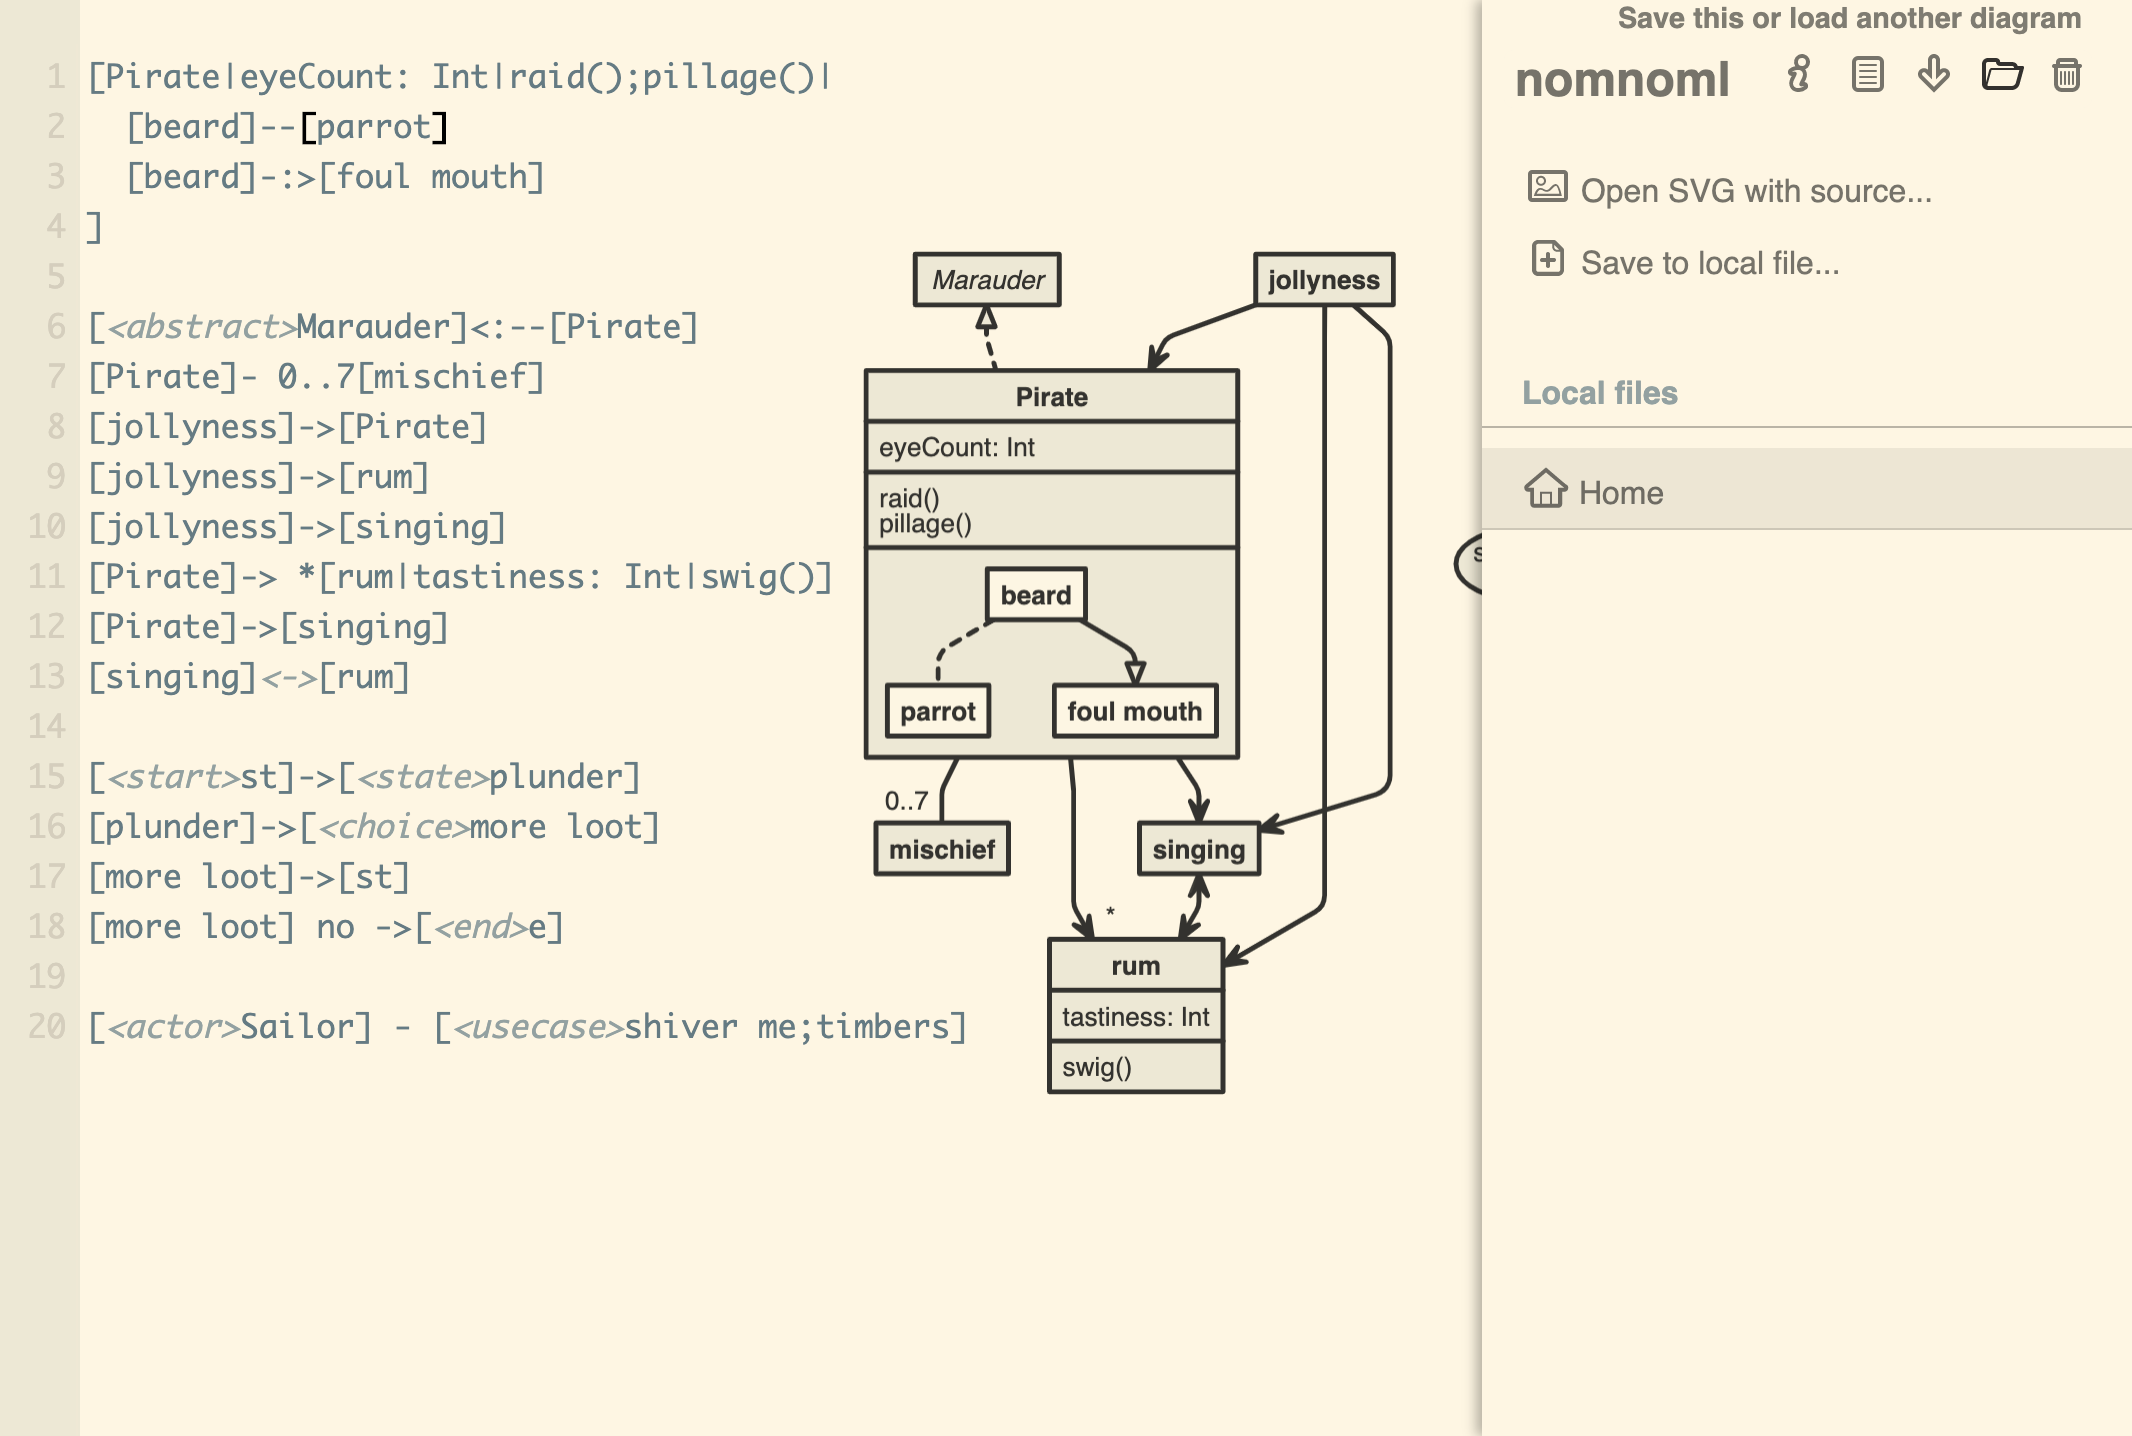 1 [Pirate|eyeCount: Int|raid();pillage()|
2   [beard]--[parrot]
3   [beard]-:>[foul mouth]
4 ]
5
6 [<abstract>Marauder]<:--[Pirate]
7 [Pirate]- 0..7[mischief]
8 [jollyness]->[Pirate]
9 [jollyness]->[rum]
10 [jollyness]->[singing]
11 [Pirate]-> *[rum|tastiness: Int|swig()]
12 [Pirate]->[singing]
13 [singing]<->[rum]
14
15 [<start>st]->[<state>plunder]
16 [plunder]->[<choice>more loot]
17 [more loot]->[st]
18 [more loot] no ->[<end>e]
19
20 [<actor>Sailor] - [<usecase>shiver me;timbers]
Marauder
jollyness
Pirate
eyeCount: Int
raid()
pillage()
beard
parrot
foul mouth
0..7
mischief
singing
*
rum
tastiness: Int
swig()
Save this or load another diagram
nomnoml
Open SVG with source...
Save to local file...
Local files
Home